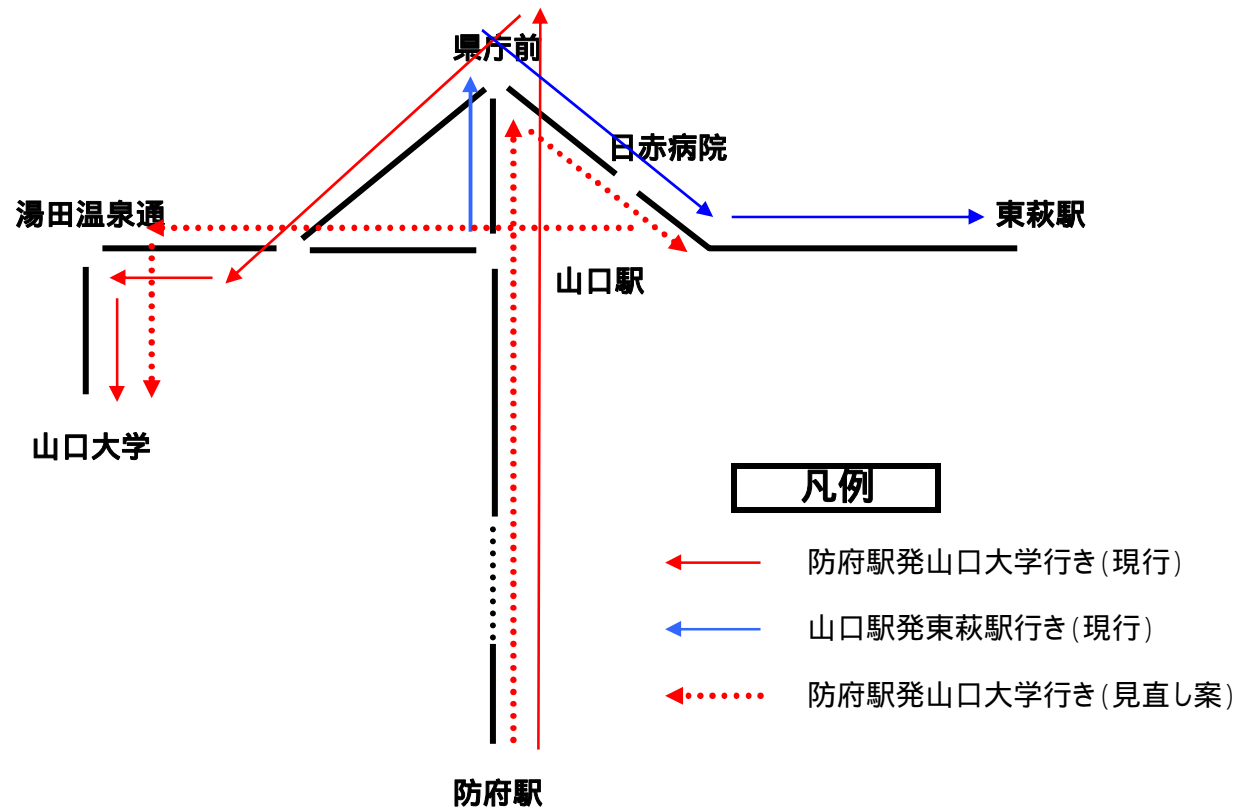 県庁前
日赤病院
湯田温泉通
東萩駅
山口駅
山口大学
凡例
防府駅発山口大学行き(現行)
山口駅発東萩駅行き(現行)
防府駅発山口大学行き(見直し案)
防府駅